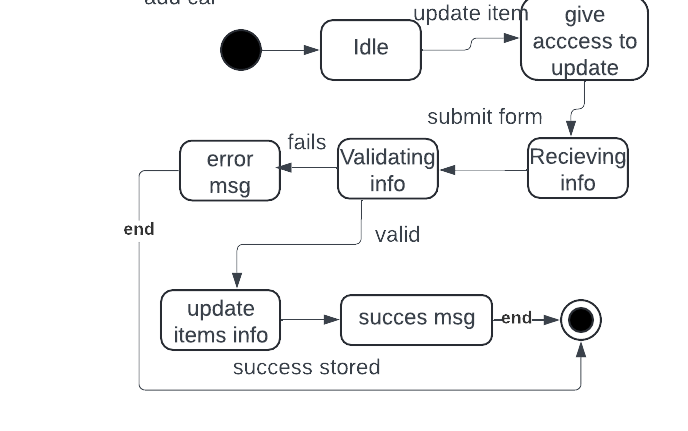 add car
update item
give
acccess to
update
Idle
submit form
fails
error
msg
Validating
info
Recieving
info
end
valid
update
items info
succes msg
end
success stored